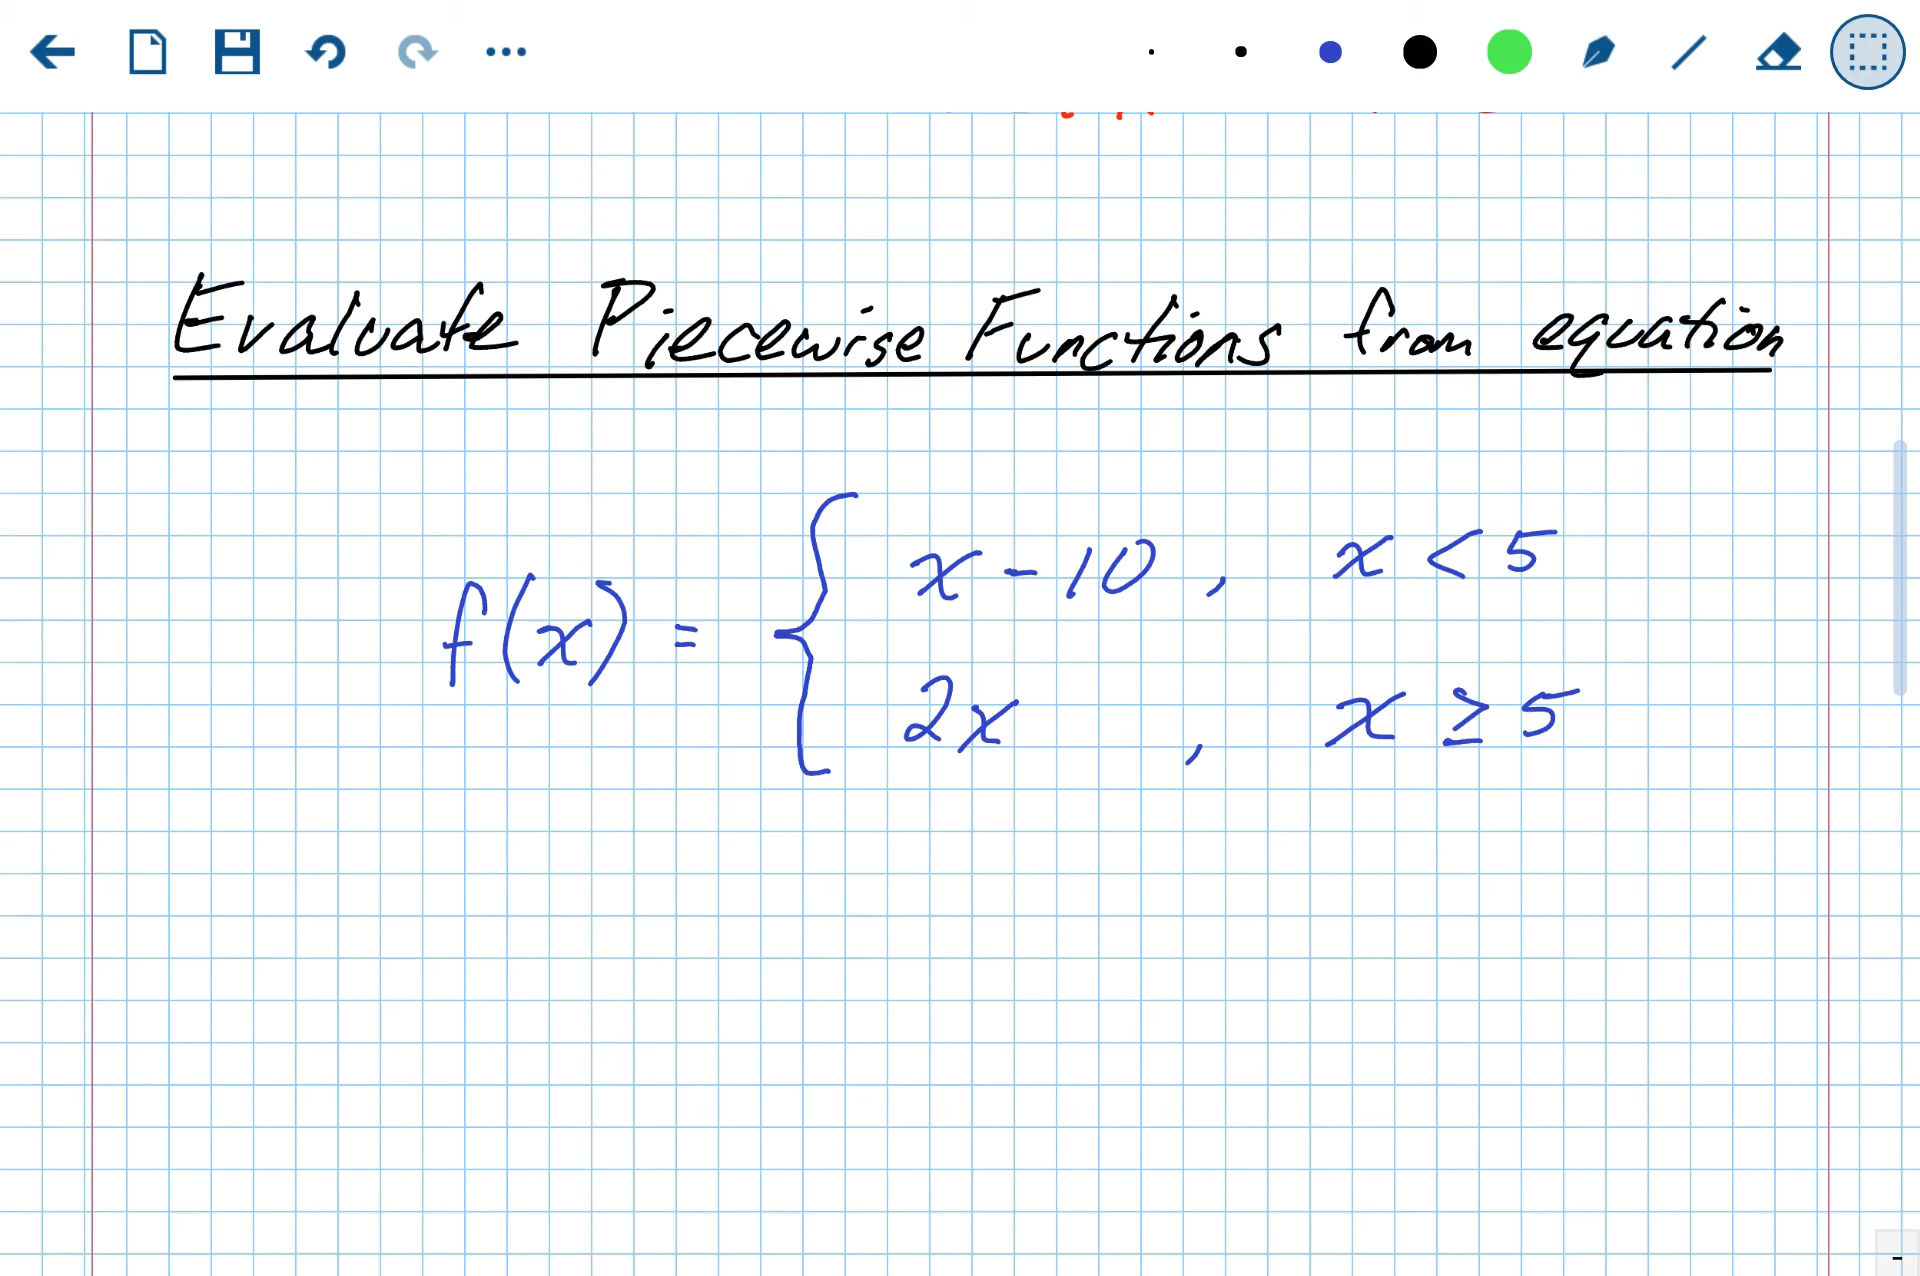 Evaluate Piecewise Functions from equation
f(x) = { x - 10 , x < 5
2x , x ≥ 5